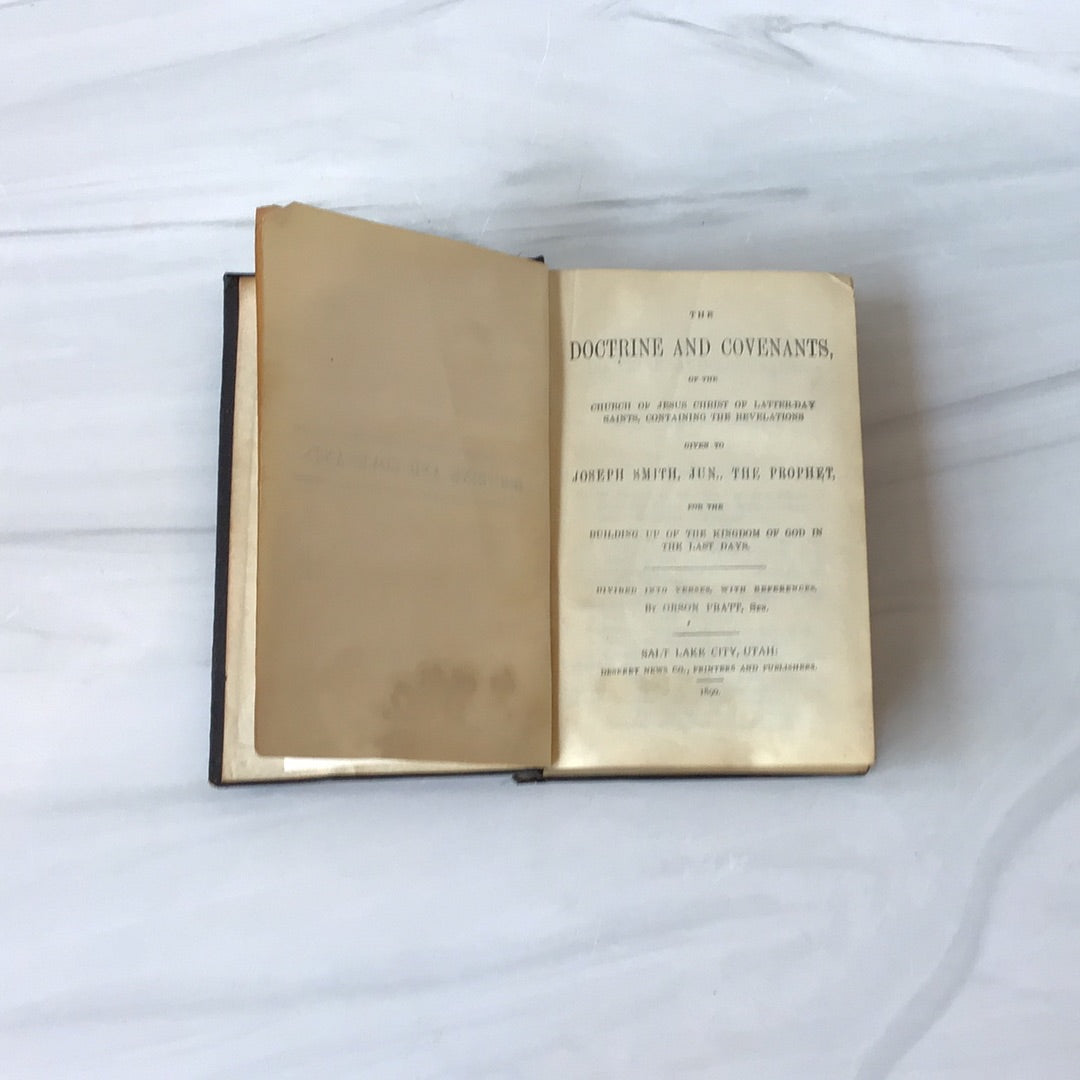 THE
DOCTRINE AND COVENANTS,
OF THE
CHURCH OF JESUS CHRIST OF LATTER-DAY
SAINTS, CONTAINING THE REVELATIONS
GIVEN TO
JOSEPH SMITH, JUN., THE PROPHET,
FOR THE
BUILDING UP OF THE KINGDOM OF GOD IN
THE LAST DAYS.
DIVIDED INTO VERSES, WITH REFERENCES,
By ORSON PRATT, Sen.
SALT LAKE CITY, UTAH:
DESERET NEWS CO., PRINTERS AND PUBLISHERS.